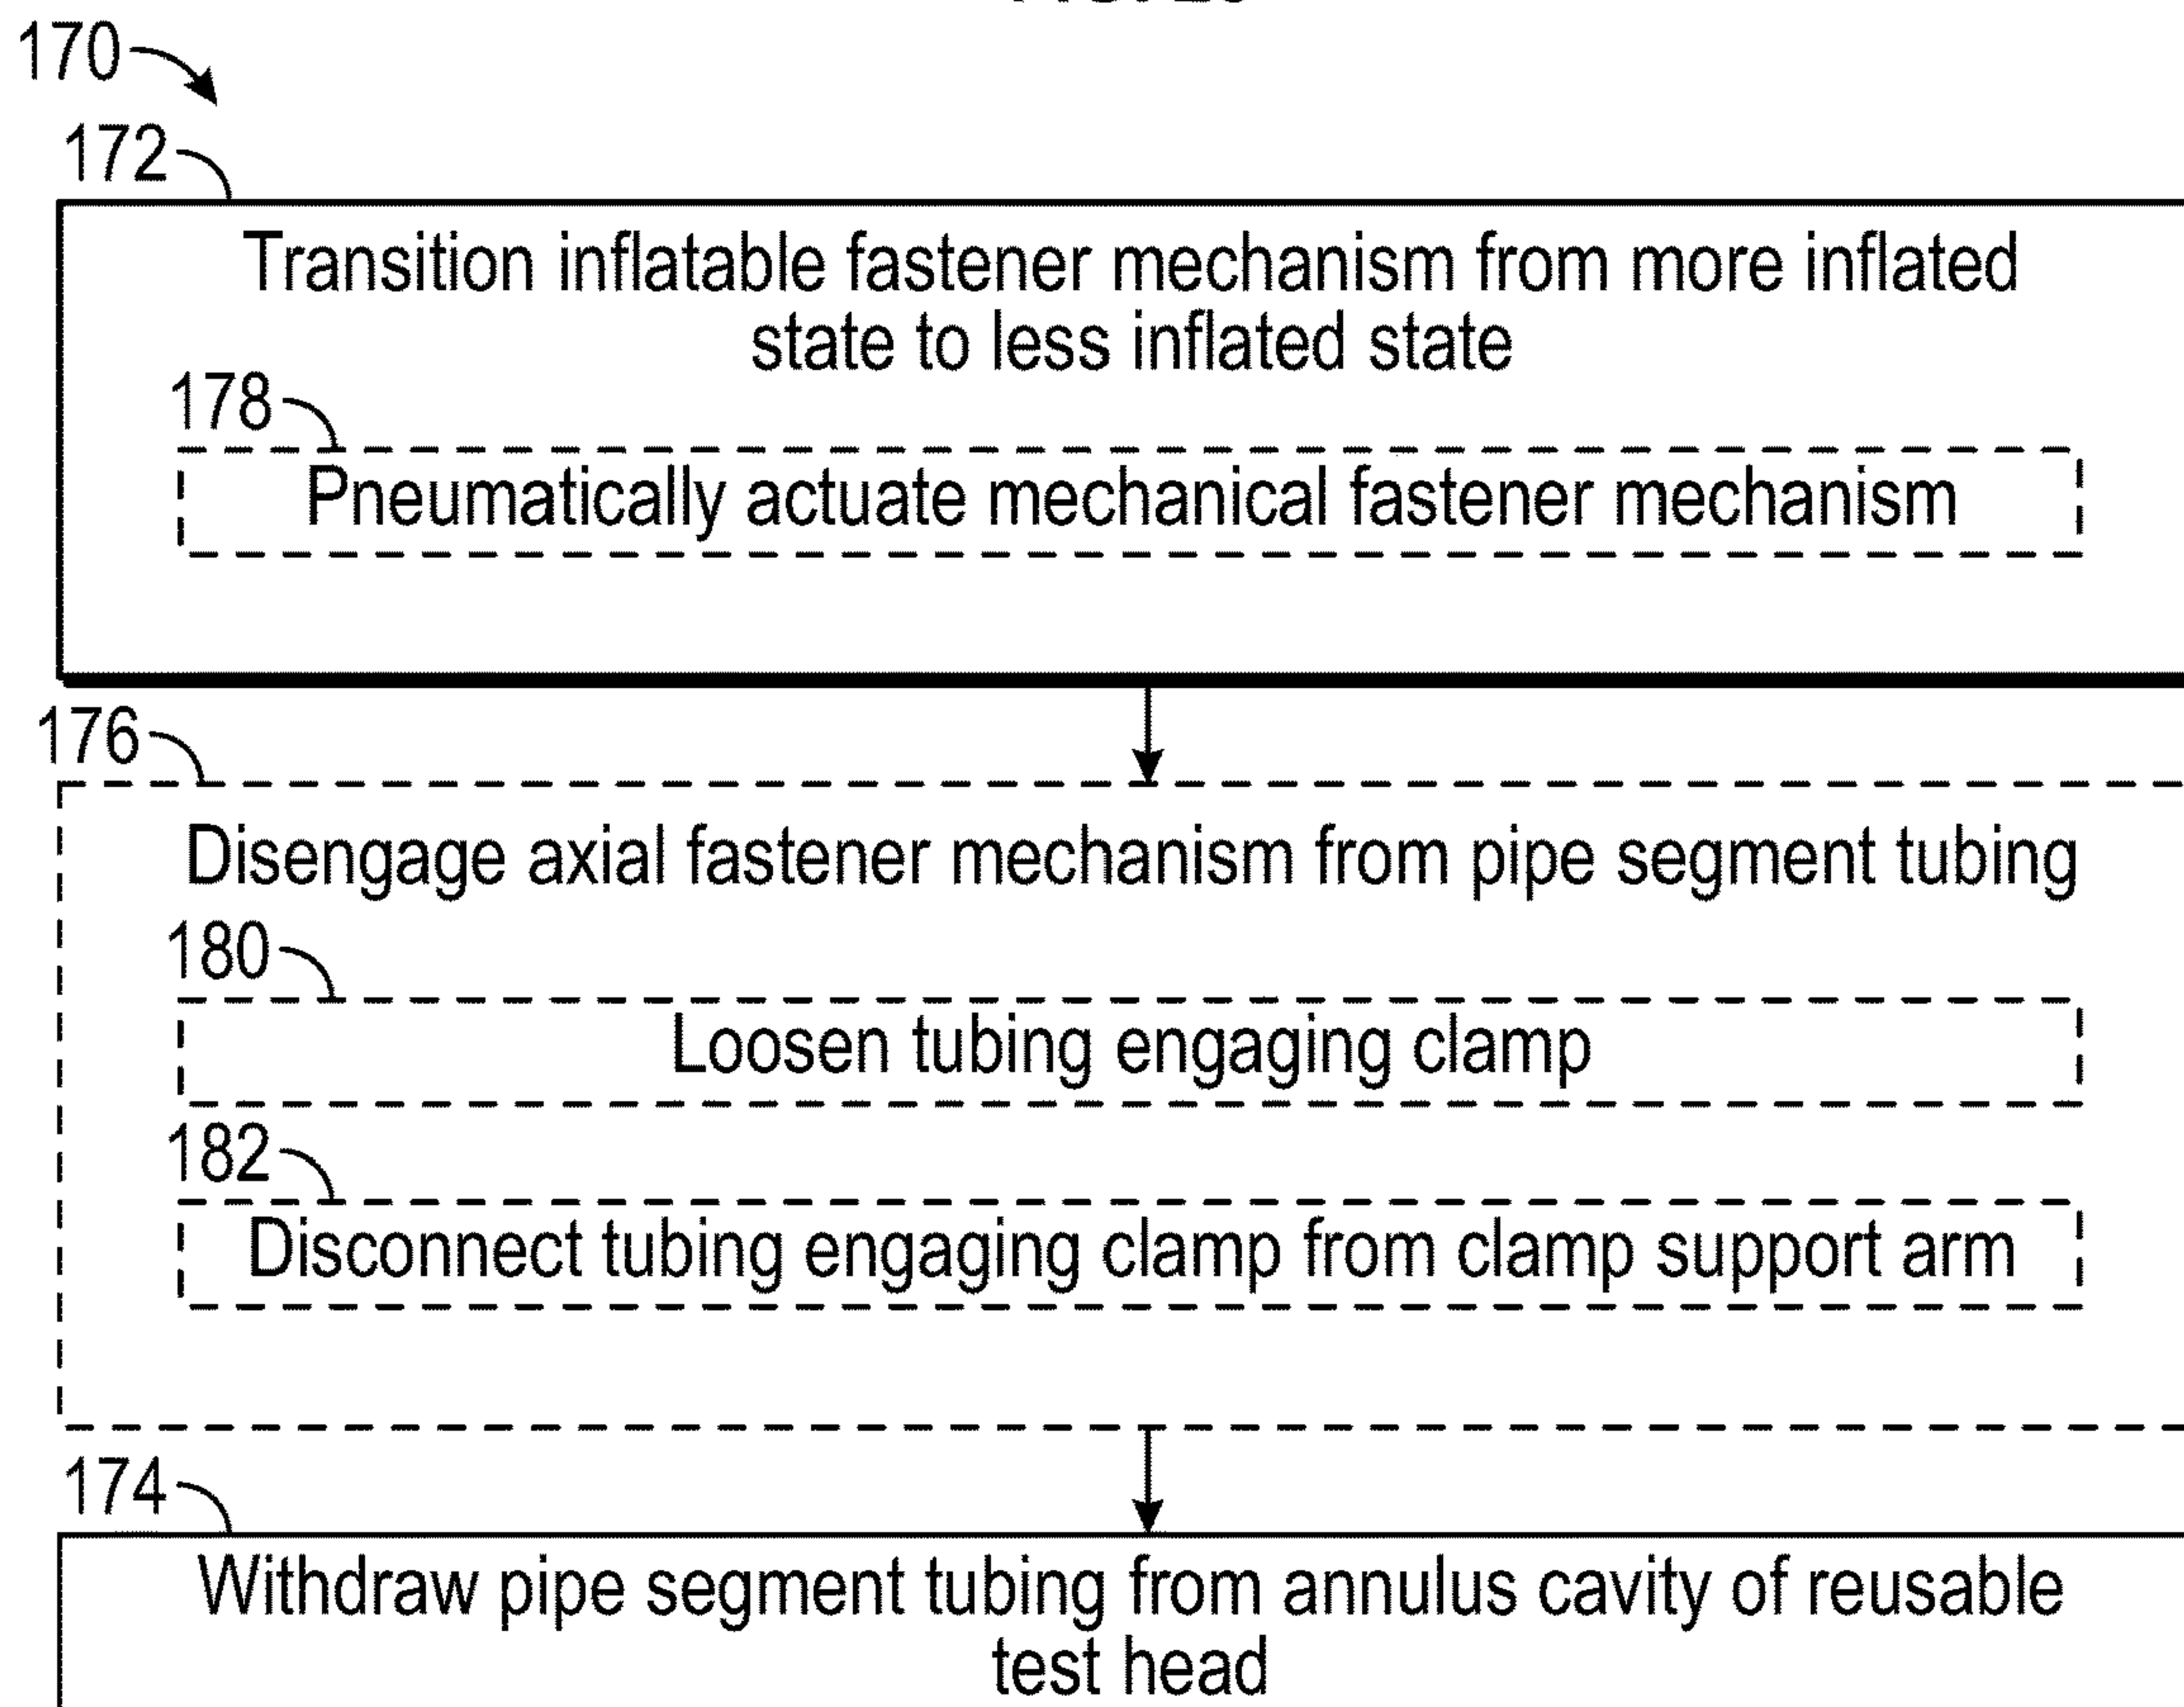 170
172
Transition inflatable fastener mechanism from more inflated
state to less inflated state
178
Pneumatically actuate mechanical fastener mechanism
176
Disengage axial fastener mechanism from pipe segment tubing
180
Loosen tubing engaging clamp
182
Disconnect tubing engaging clamp from clamp support arm
174
Withdraw pipe segment tubing from annulus cavity of reusable
test head